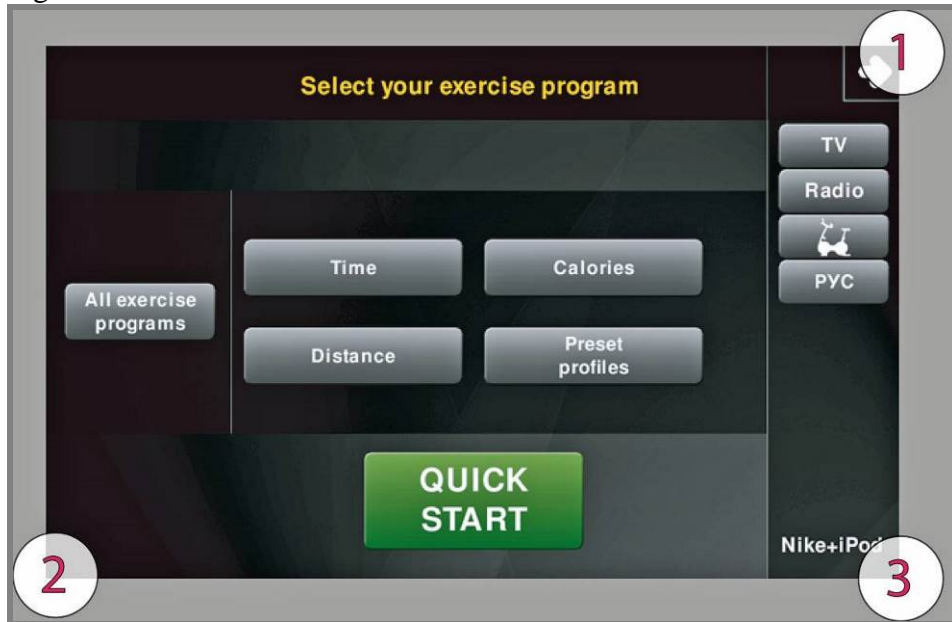 1
Select your exercise program
TV
Radio
РУС
Time
Calories
All exercise
programs
Distance
Preset
profiles
QUICK
START
Nike+iPod
2
3